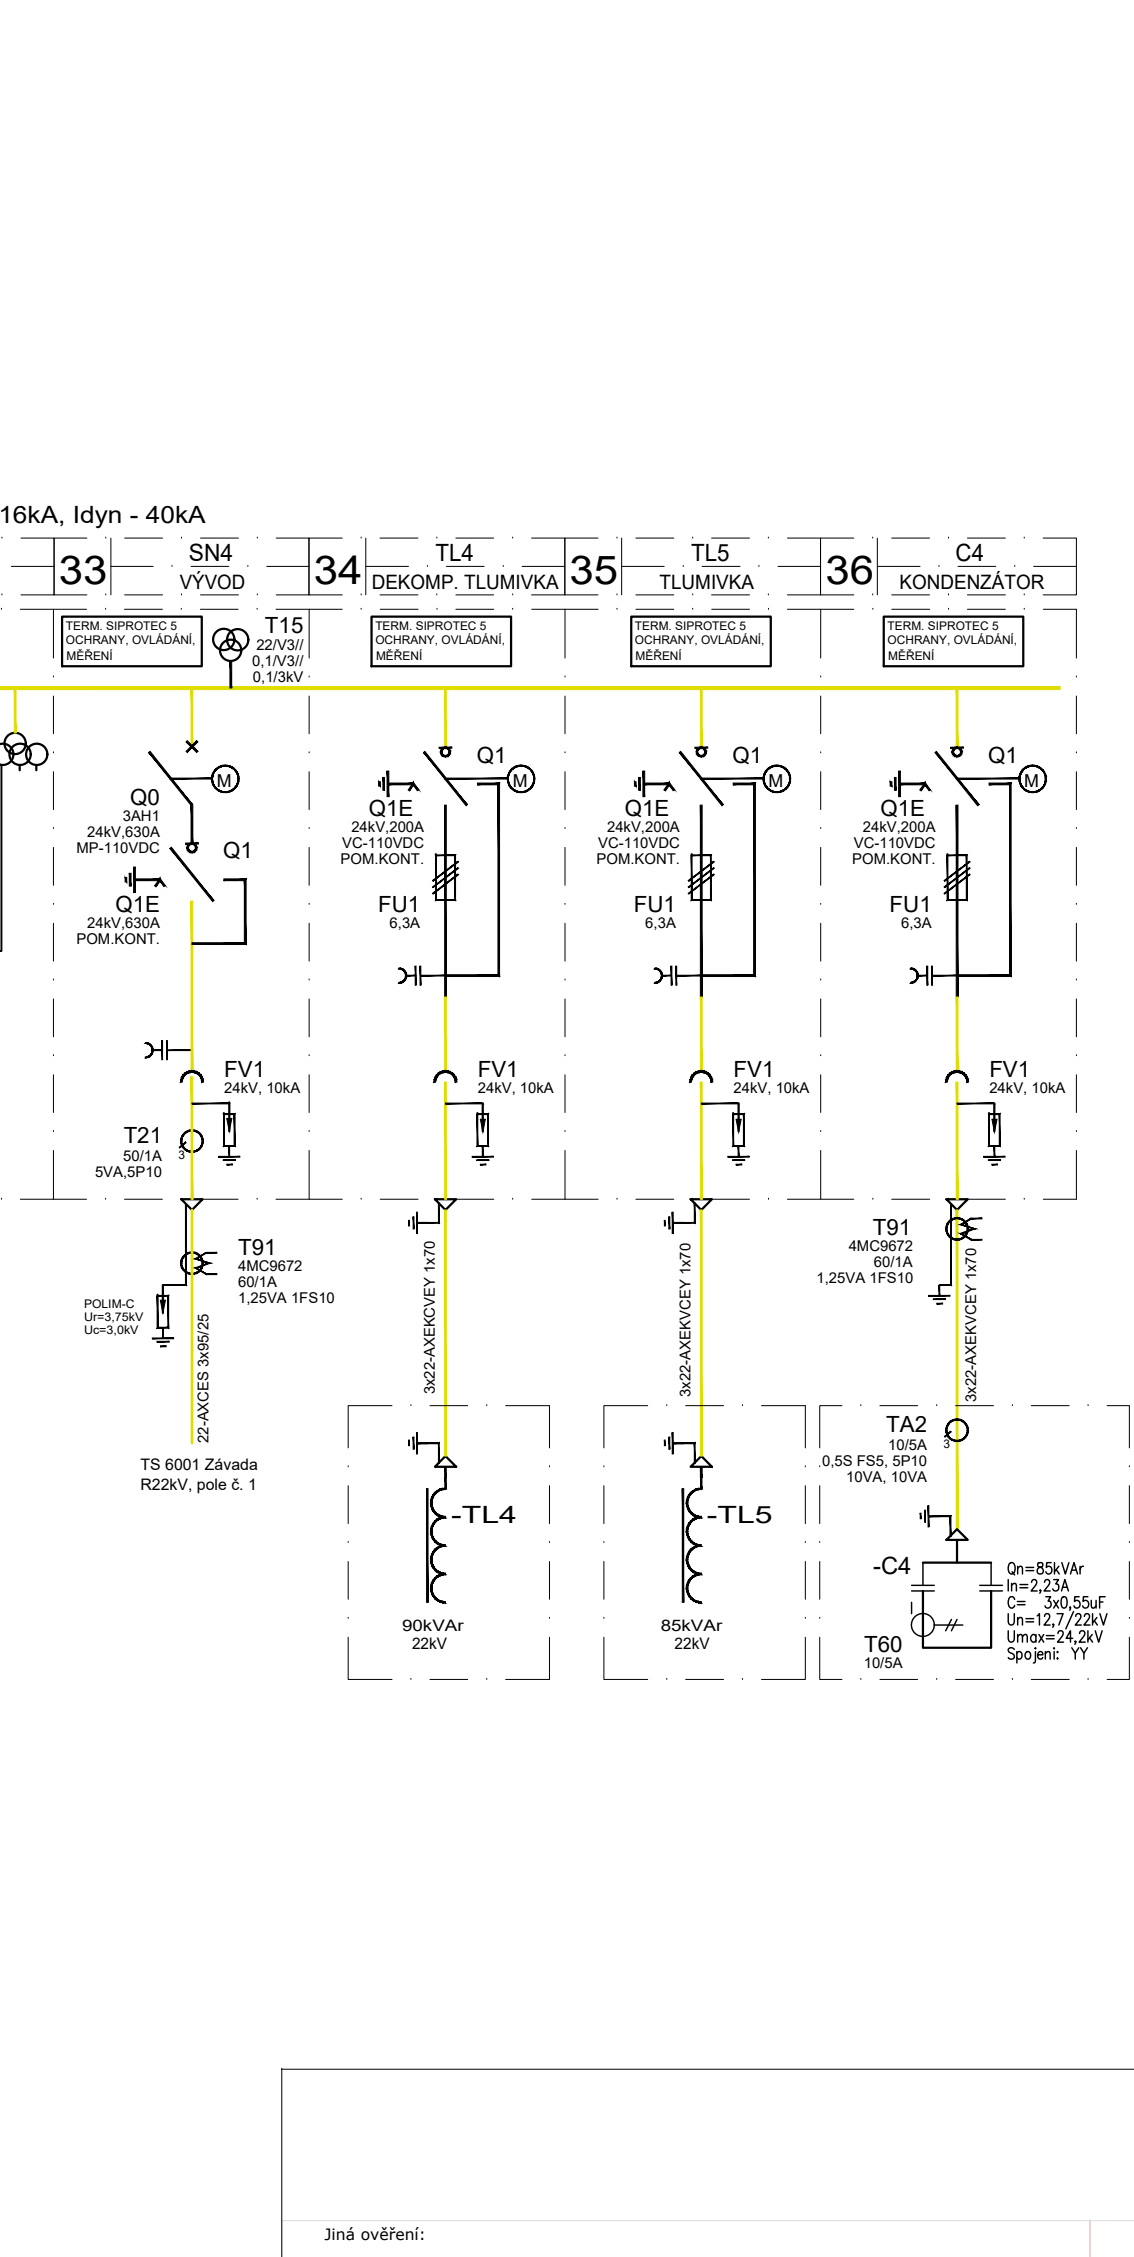 16kA, Idyn - 40kA
33
SN4
VÝVOD
34
TL4
DEKOMP. TLUMIVKA
35
TL5
TLUMIVKA
36
C4
KONDENZÁTOR
TERM. SIPROTEC 5
OCHRANY, OVLÁDÁNÍ,
MĚŘENÍ
T15
22/V3//
0,1/V3//
0,1/3kV
TERM. SIPROTEC 5
OCHRANY, OVLÁDÁNÍ,
MĚŘENÍ
TERM. SIPROTEC 5
OCHRANY, OVLÁDÁNÍ,
MĚŘENÍ
TERM. SIPROTEC 5
OCHRANY, OVLÁDÁNÍ,
MĚŘENÍ
M
Q0
3AH1
24kV,630A
MP-110VDC
Q1
Q1E
24kV,630A
POM.KONT.
Q1
M
Q1E
24kV,200A
VC-110VDC
POM.KONT.
FU1
6,3A
Q1
M
Q1E
24kV,200A
VC-110VDC
POM.KONT.
FU1
6,3A
Q1
M
Q1E
24kV,200A
VC-110VDC
POM.KONT.
FU1
6,3A
FV1
24kV, 10kA
FV1
24kV, 10kA
FV1
24kV, 10kA
FV1
24kV, 10kA
T21
50/1A
5VA,5P10
3
T91
4MC9672
60/1A
1,25VA 1FS10
POLIM-C
Ur=3,75kV
Uc=3,0kV
22-AXCES 3x95/25
TS 6001 Závada
R22kV, pole č. 1
3x22-AXEKCVEY 1x70
-TL4
90kVAr
22kV
3x22-AXEKVCEY 1x70
-TL5
85kVAr
22kV
T91
4MC9672
60/1A
1,25VA 1FS10
3x22-AXEKVCEY 1x70
TA2
10/5A
0,5S FS5, 5P10
10VA, 10VA
3
-C4
T60
10/5A
Qn=85kVAr
In=2,23A
C= 3x0,55uF
Un=12,7/22kV
Umax=24,2kV
Spojeni: YY
Jiná ověření: